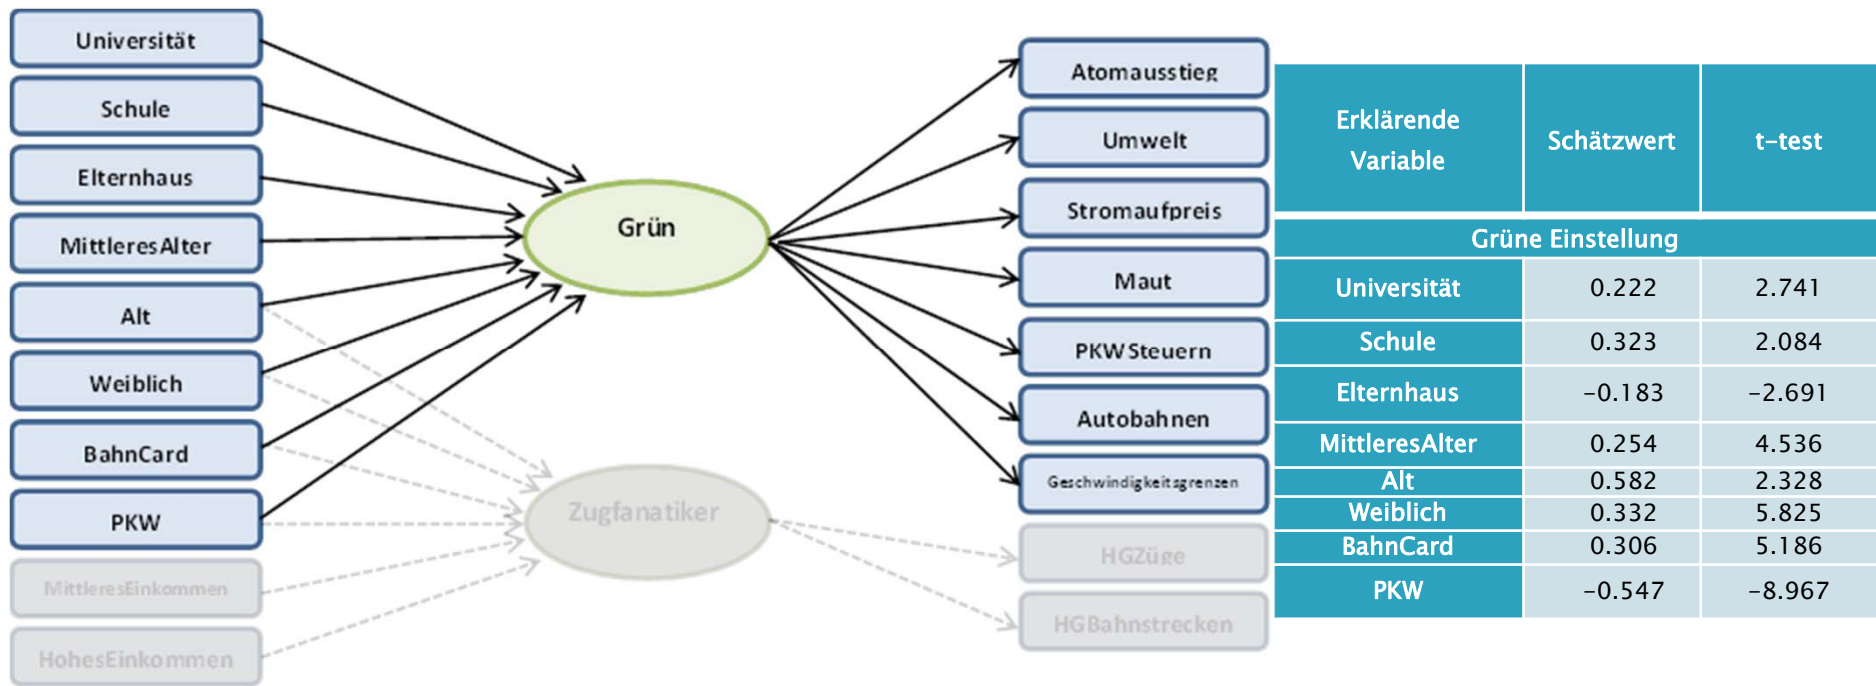 Universität
Schule
Elternhaus
MittleresAlter
Alt
Weiblich
BahnCard
PKW
MittleresEinkommen
HohesEinkommen
Grün
Zugfanatiker
Atomausstieg
Umwelt
Stromaufpreis
Maut
PKWSteuern
Autobahnen
Geschwindigkeitsgrenzen
HGZüge
HGBahnstrecken
Erklärende Variable Schätzwert t-test
Grüne Einstellung
Universität 0.222 2.741
Schule 0.323 2.084
Elternhaus -0.183 -2.691
MittleresAlter 0.254 4.536
Alt 0.582 2.328
Weiblich 0.332 5.825
BahnCard 0.306 5.186
PKW -0.547 -8.967